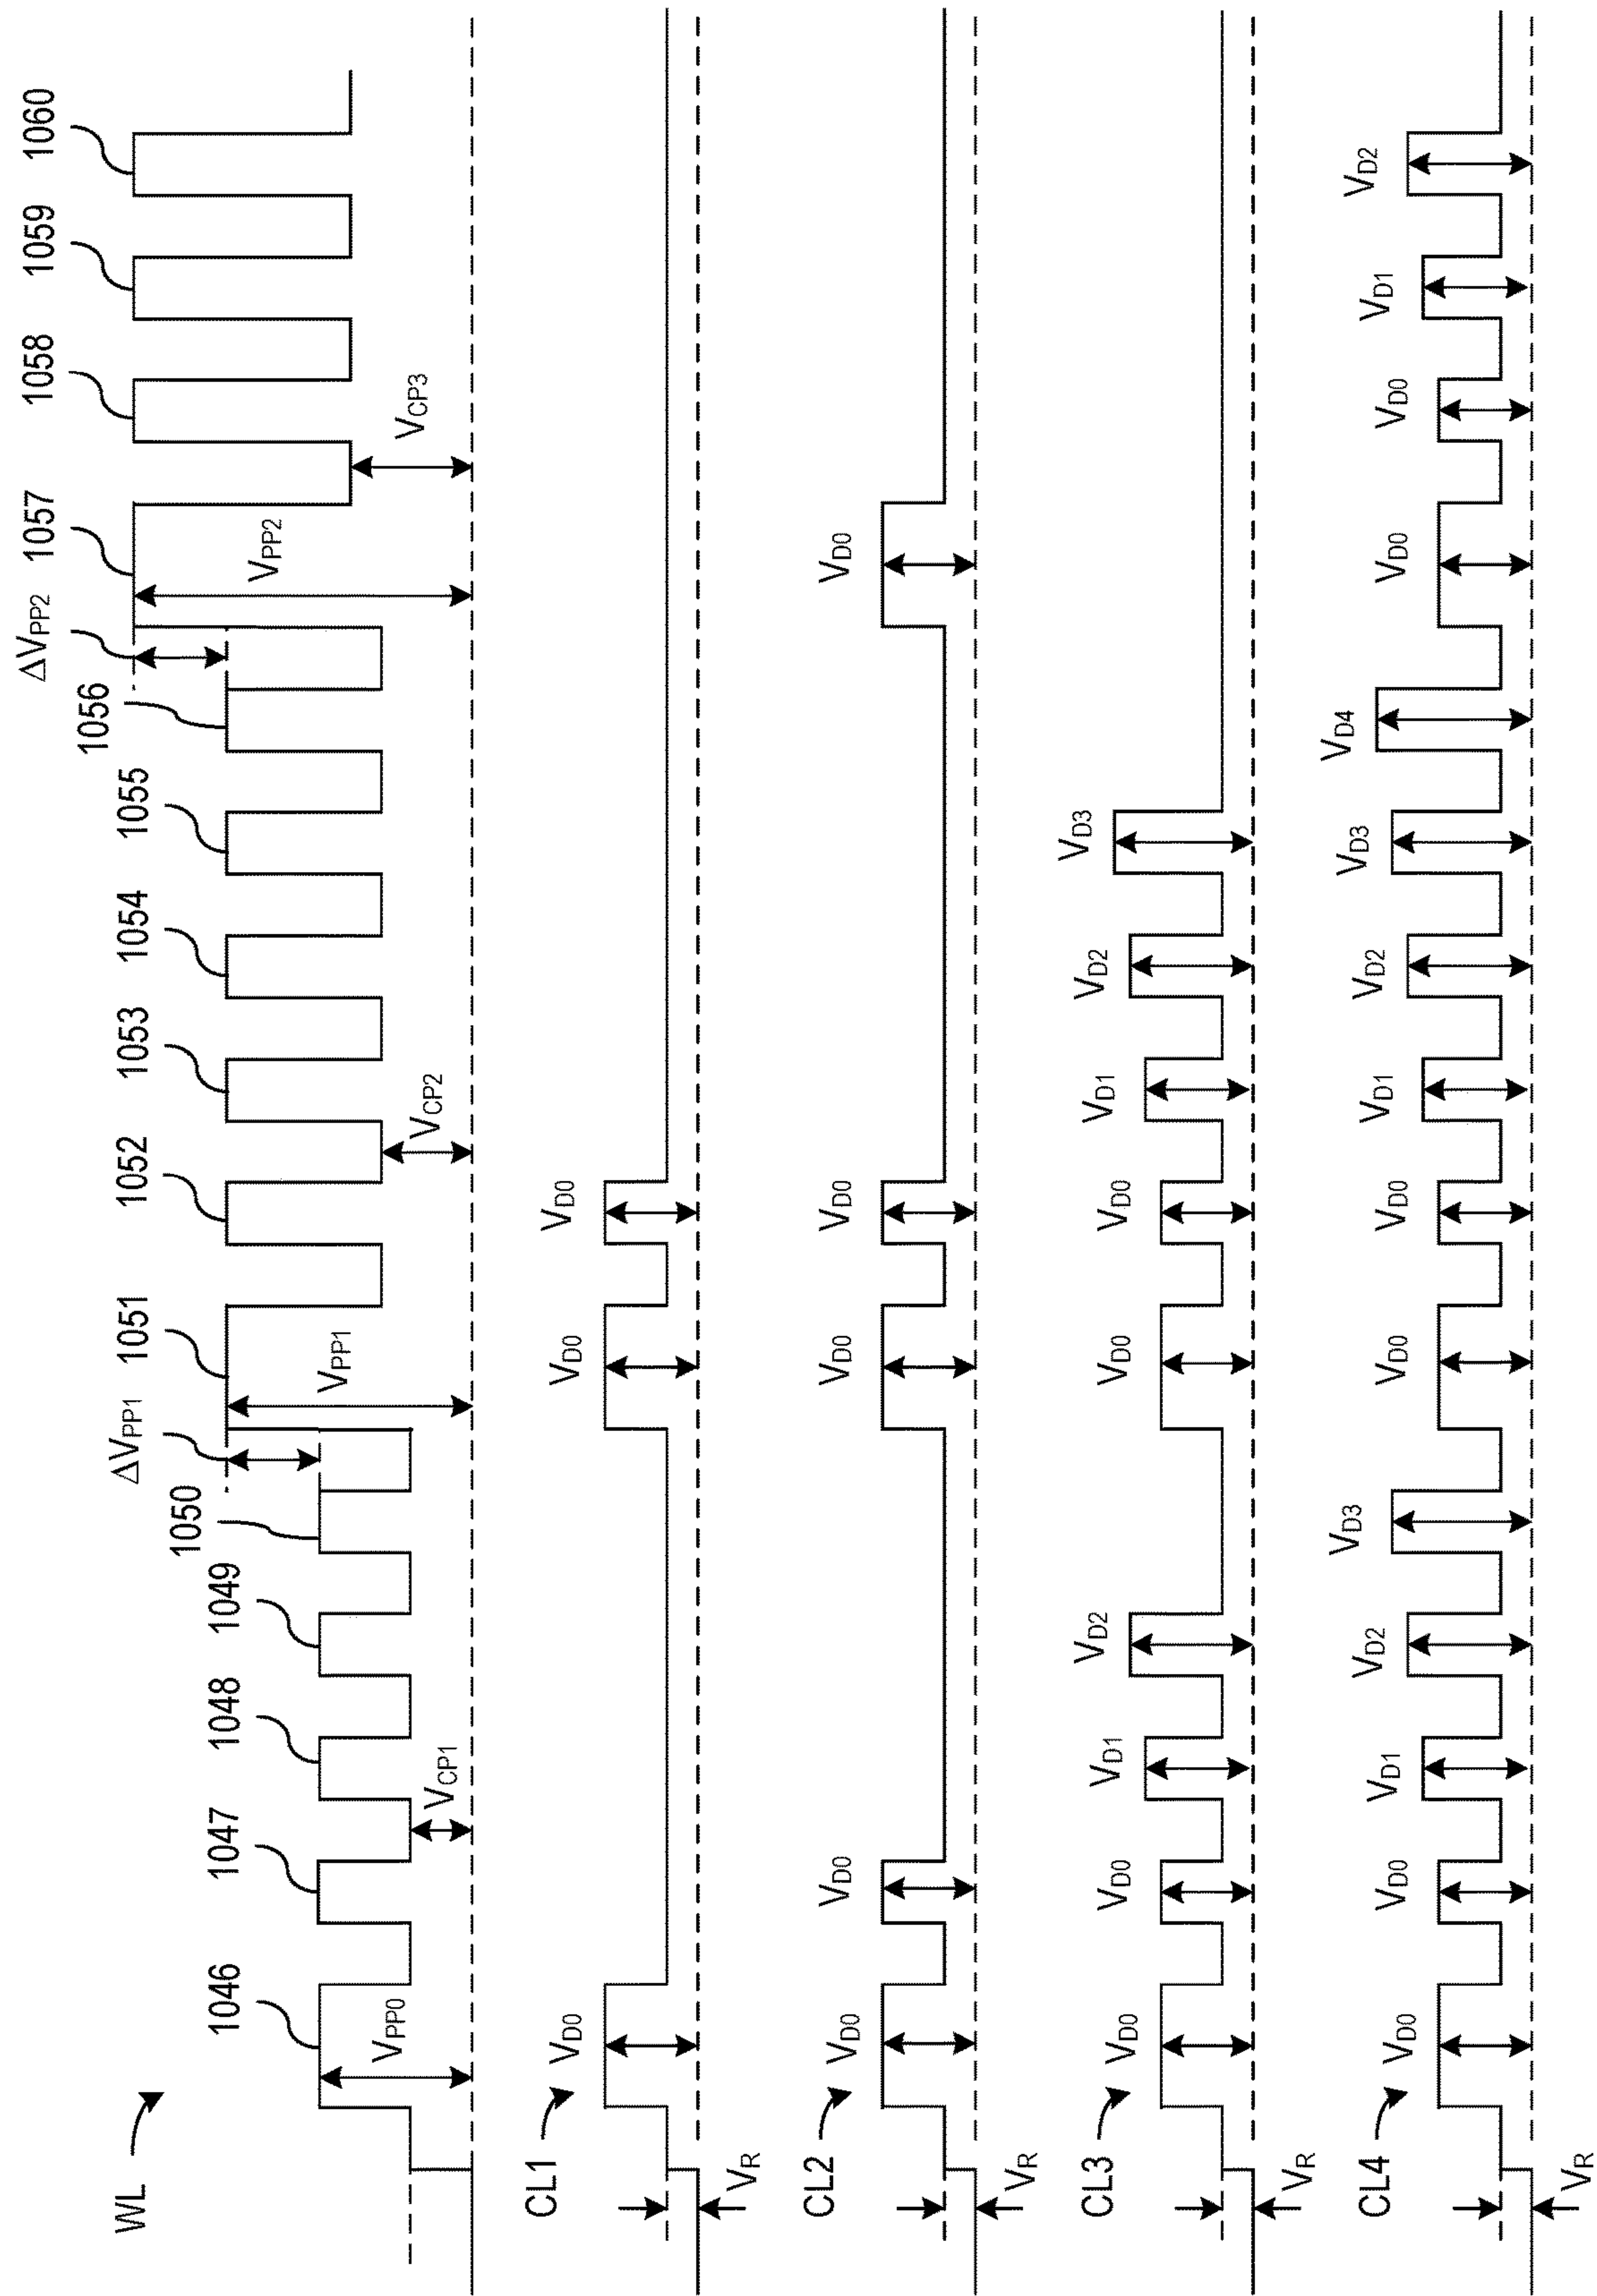 WL
1046
1047
1048
1049
1050
ΔVPP1
1051
1052
1053
1054
1055
1056
ΔVPP2
1057
1058
1059
1060
VPP0
VCP1
VPP1
VCP2
VPP2
VCP3
CL1
VR
VD0
VD0
VD0
CL2
VR
VD0
VD0
VD0
VD0
VD0
CL3
VR
VD0
VD0
VD1
VD2
VD0
VD0
VD1
VD2
VD3
CL4
VR
VD0
VD0
VD1
VD2
VD3
VD0
VD0
VD1
VD2
VD3
VD4
VD0
VD0
VD1
VD2